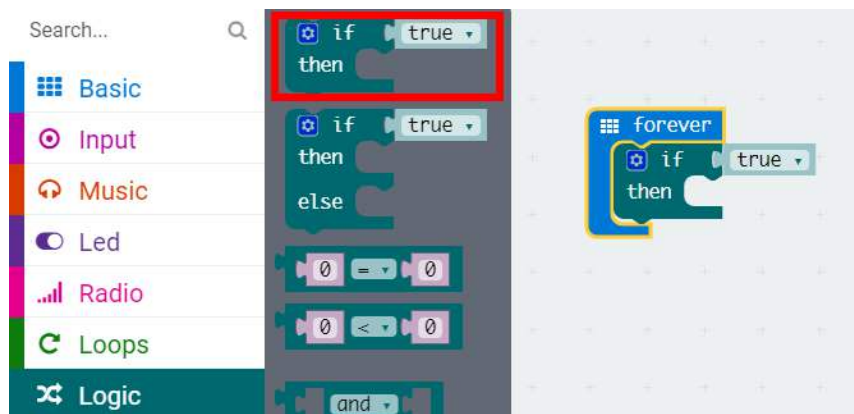 Search...
Basic
Input
Music
Led
Radio
Loops
Logic
if true
then
if true
then
else
0 = 0
0 < 0
and
forever
if true
then